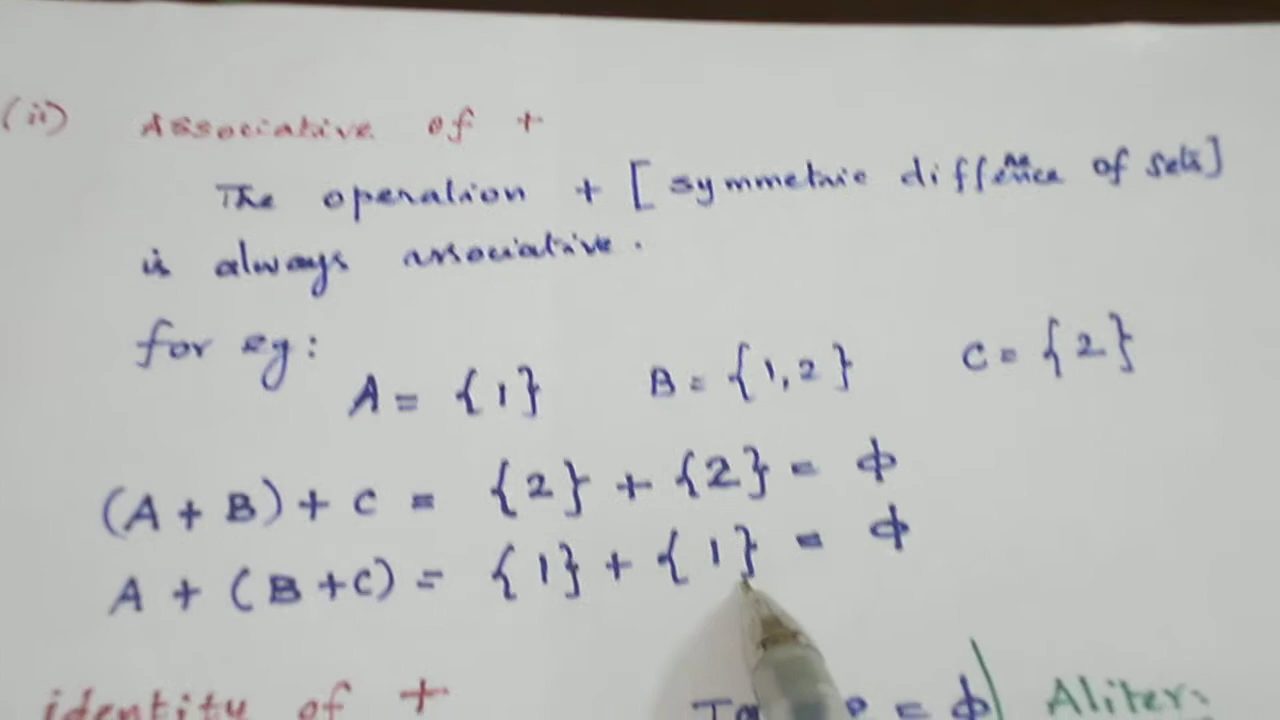 (ii) Associative of +
The operation + [symmetric difference of sets]
is always associative.
for eg:
A = {1} B = {1,2} C = {2}
(A + B) + C = {2} + {2} = ϕ
A + (B + C) = {1} + {1} = ϕ
identity of + = ϕ Aliter: